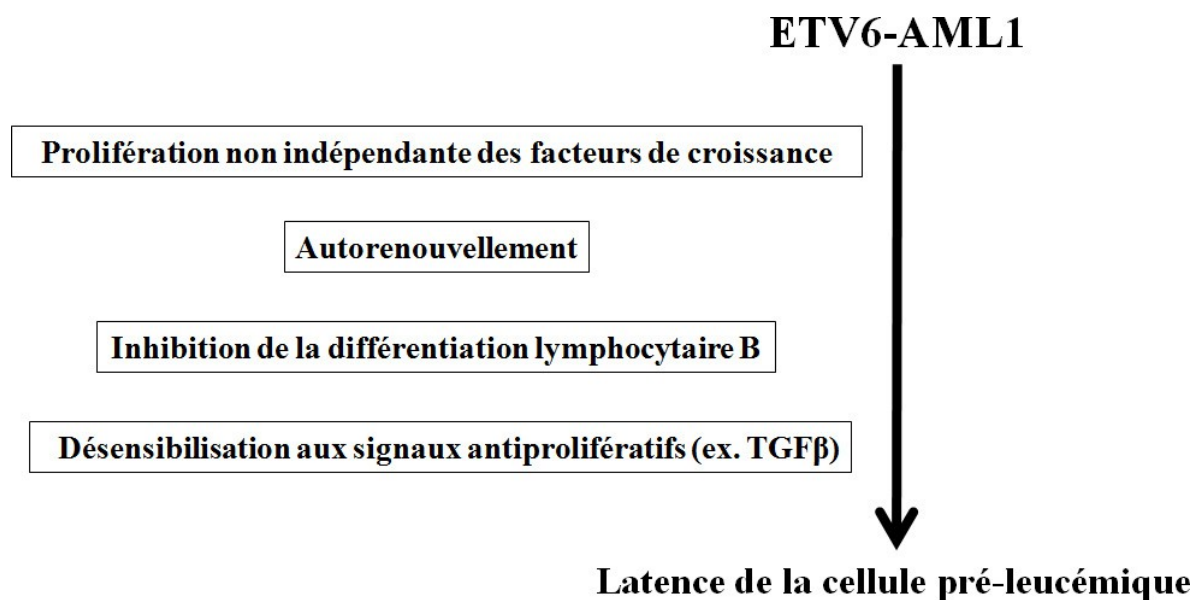 ETV6-AML1
Prolifération non indépendante des facteurs de croissance
Autorenouvellement
Inhibition de la différentiation lymphocytaire B
Désensibilisation aux signaux antiprolifératifs (ex. TGFβ)
Latence de la cellule pré-leucémique